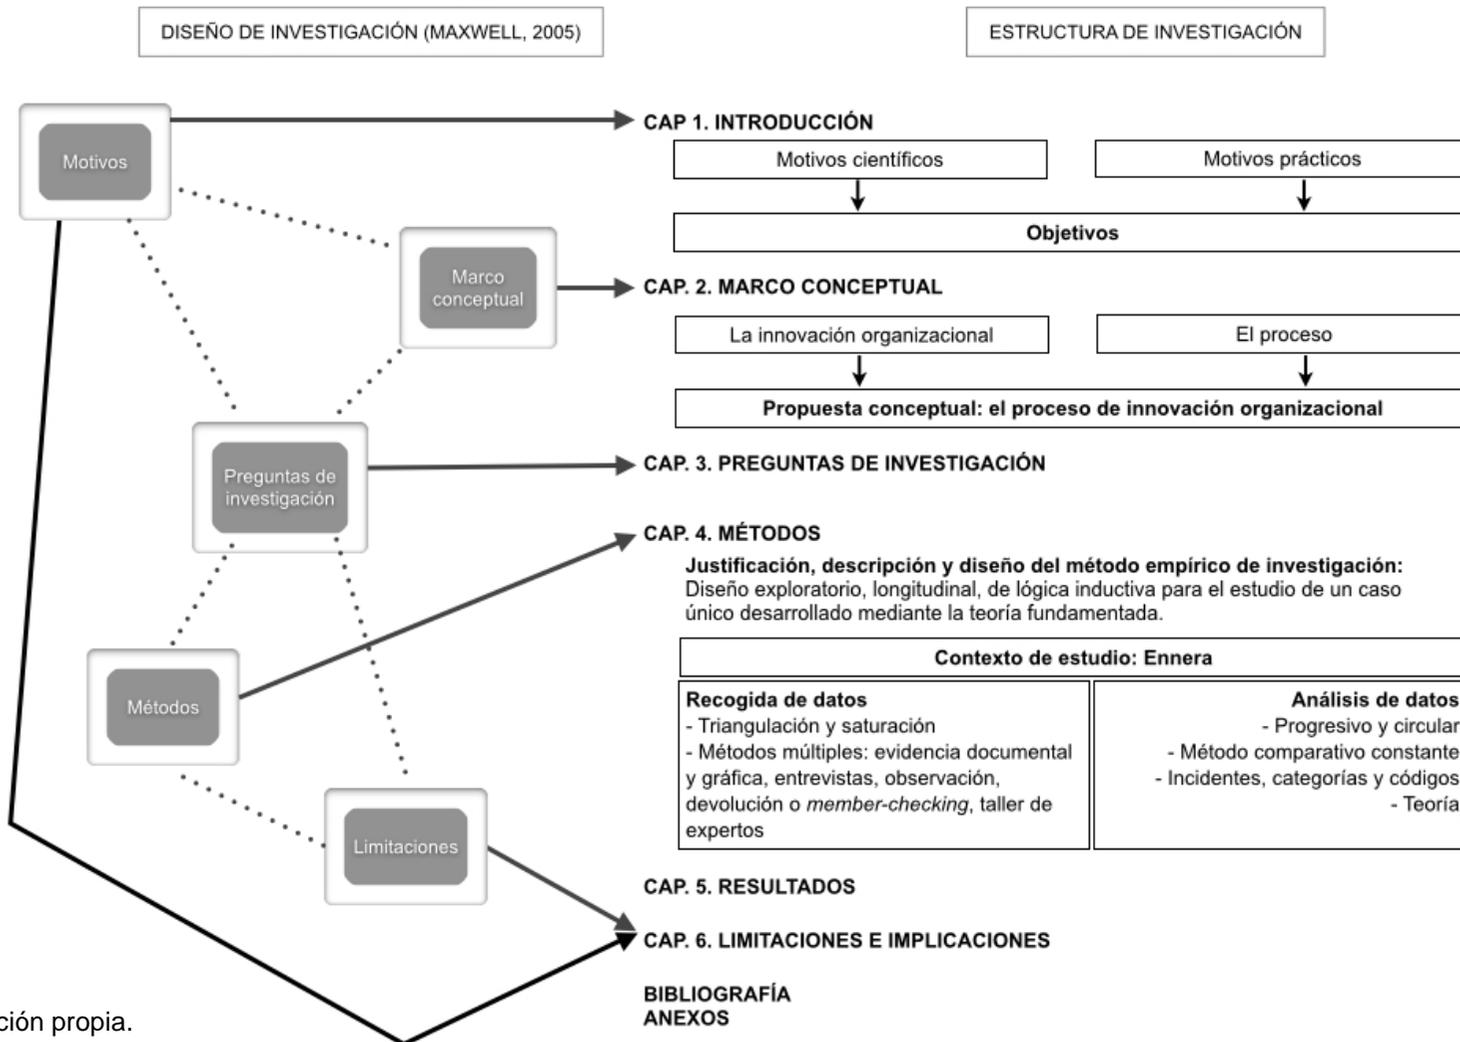 DISEÑO DE INVESTIGACIÓN (MAXWELL, 2005)
ESTRUCTURA DE INVESTIGACIÓN
Motivos
Marco
conceptual
Preguntas de
investigación
Métodos
Limitaciones
CAP 1. INTRODUCCIÓN
Motivos científicos
Motivos prácticos
Objetivos
CAP. 2. MARCO CONCEPTUAL
La innovación organizacional
El proceso
Propuesta conceptual: el proceso de innovación organizacional
CAP. 3. PREGUNTAS DE INVESTIGACIÓN
CAP. 4. MÉTODOS
Justificación, descripción y diseño del método empírico de investigación:
Diseño exploratorio, longitudinal, de lógica inductiva para el estudio de un caso
único desarrollado mediante la teoría fundamentada.
Contexto de estudio: Ennera
Recogida de datos
- Triangulación y saturación
- Métodos múltiples: evidencia documental
y gráfica, entrevistas, observación,
devolución o member-checking, taller de
expertos
Análisis de datos
- Progresivo y circular
- Método comparativo constante
- Incidentes, categorías y códigos
- Teoría
CAP. 5. RESULTADOS
CAP. 6. LIMITACIONES E IMPLICACIONES
BIBLIOGRAFÍA
ANEXOS
ción propia.